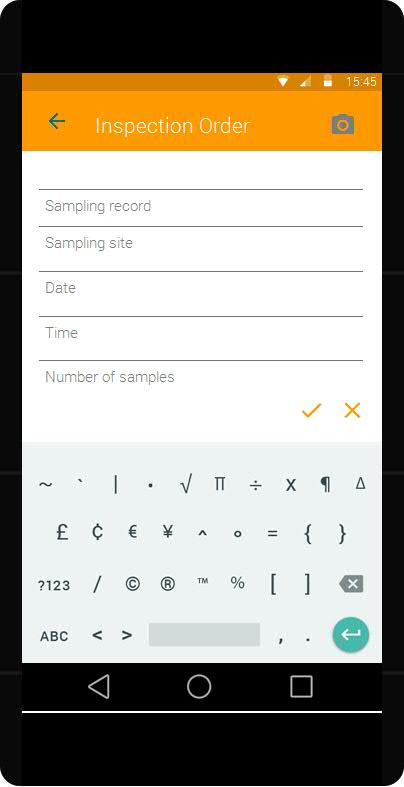 15:45
Inspection Order
Sampling record
Sampling site
Date
Time
Number of samples
~ ` | • √ Π ÷ x ¶ Δ
£ ¢ € ¥ ^ ° = { }
?123 / © ® ™ % [ ]
ABC < > , .